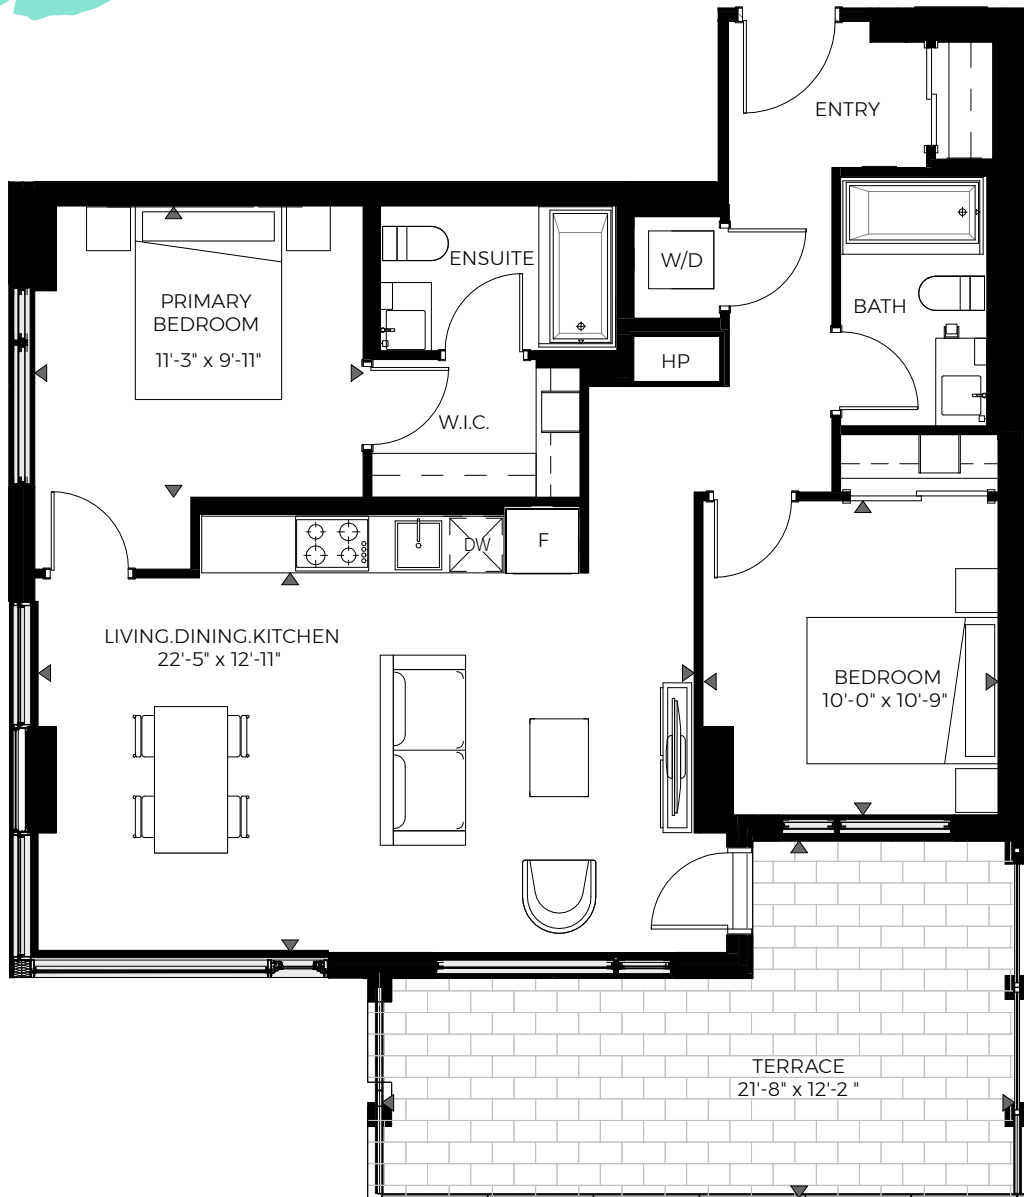 ENTRY
W/D
ENSUITE
BATH
PRIMARY
BEDROOM
11'-3" x 9'-11"
HP
W.I.C.
DW
F
LIVING.DINING.KITCHEN
22'-5" x 12'-11"
BEDROOM
10'-0" x 10'-9"
TERRACE
21'-8" x 12'-2 "